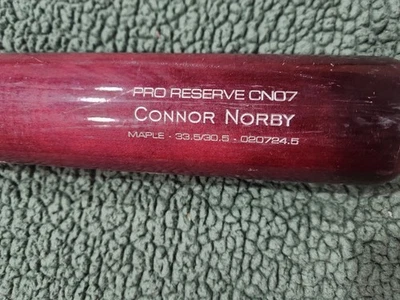 PRO RESERVE CN07
CONNOR NORBY
MAPLE - 33.5/30.5 - 020724.5